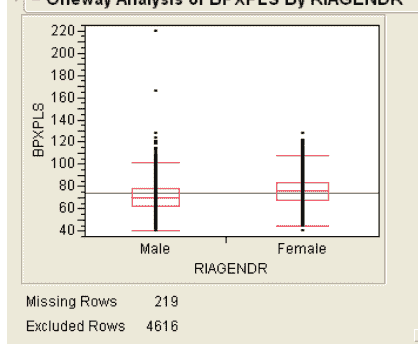 Oneway Analysis of BPXPLS By RIAGENDR
220
200
180
160
140
120
100
80
60
40
BPXPLS
Male Female
RIAGENDR
Missing Rows 219
Excluded Rows 4616